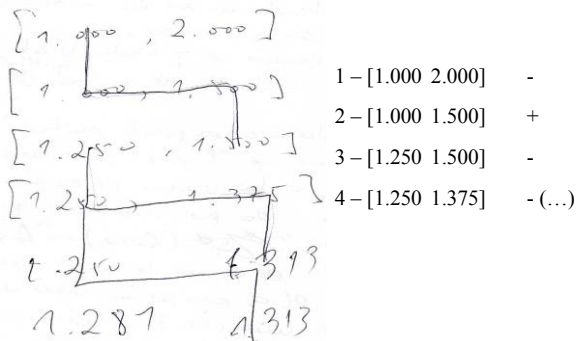 [1.000 , 2.000]
[1.000, 1.500]
[1.250 , 1.500]
[1.250, 1.375]
1.250 1.313
1.281 1.313
1 – [1.000 2.000] -
2 – [1.000 1.500] +
3 – [1.250 1.500] -
4 – [1.250 1.375] - (…)